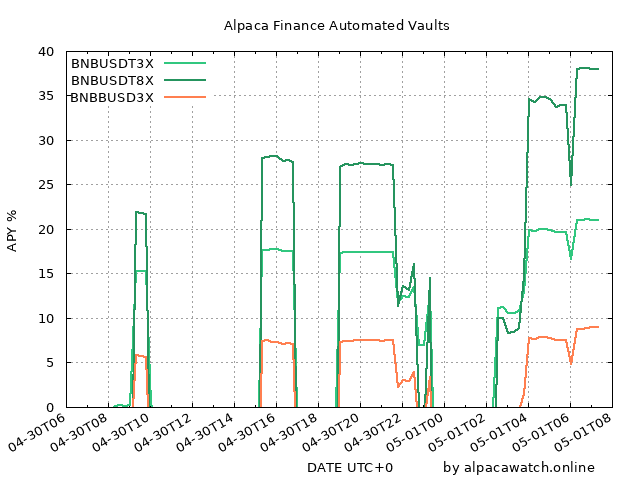 Alpaca Finance Automated Vaults
BNBUSDT3X
BNBUSDT8X
BNBBUSD3X
APY %
40
35
30
25
20
15
10
5
0
04-30T06
04-30T08
04-30T10
04-30T12
04-30T14
04-30T16
04-30T18
04-30T20
04-30T22
05-01T00
05-01T02
05-01T04
05-01T06
05-01T08
DATE UTC+0
by alpacawatch.online